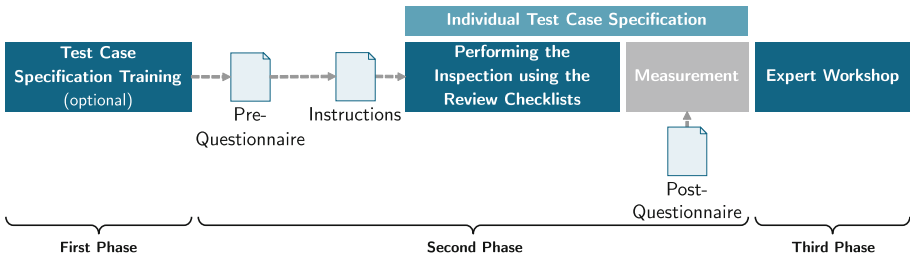 Individual Test Case Specification
Test Case
Specification Training
(optional)
Pre-
Questionnaire
Instructions
Performing the
Inspection using the
Review Checklists
Measurement
Expert Workshop
Post-
Questionnaire
First Phase
Second Phase
Third Phase